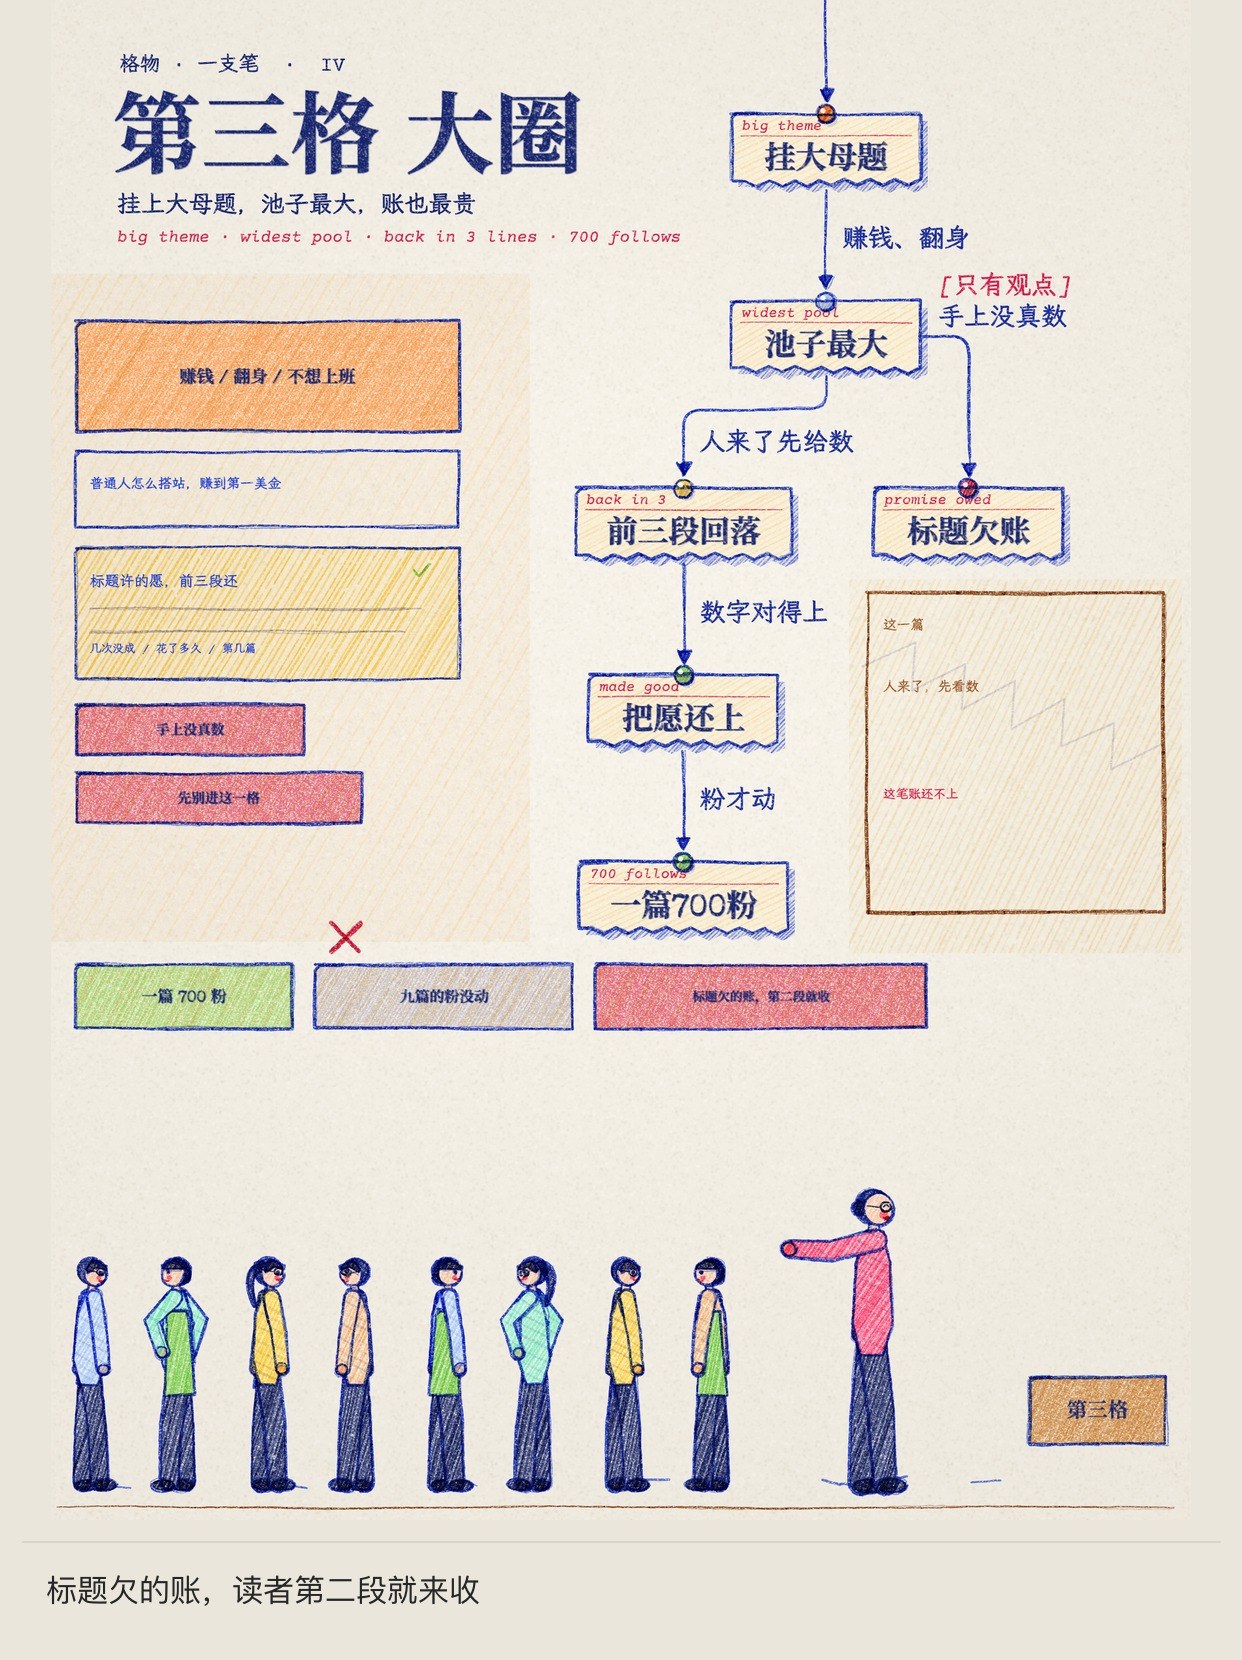 格物 · 一支笔 · IV
第三格 大圈
挂上大母题，池子最大，账也最贵
big theme · widest pool · back in 3 lines · 700 follows
big theme
挂大母题
赚钱、翻身
widest pool
池子最大
[只有观点]
手上没真数
人来了先给数
back in 3
前三段回落
promise owed
标题欠账
数字对得上
made good
把愿还上
粉才动
700 follows
一篇700粉
赚钱 / 翻身 / 不想上班
普通人怎么搭站，赚到第一美金
标题许的愿，前三段还
几次没成 / 花了多久 / 第几篇
手上没真数
先别进这一格
这一篇
人来了，先看数
这笔账还不上
一篇 700 粉
九篇的粉没动
标题欠的账，第二段就收
第三格
标题欠的账，读者第二段就来收